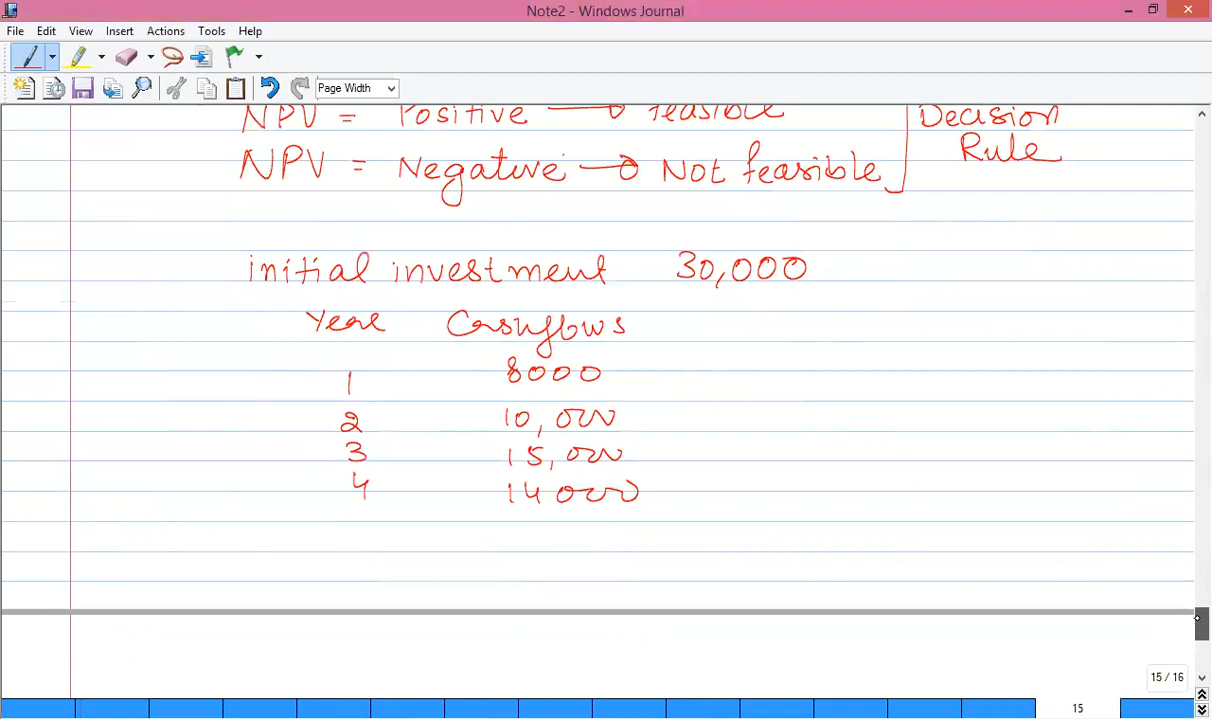 Note2 - Windows Journal
File Edit View Insert Actions Tools Help
Page Width
NPV = Positive → feasible
NPV = Negative → Not feasible
Decision
Rule
initial investment 30,000
Year Cashflows
1 8000
2 10,000
3 15,000
4 14000
15 / 16
15